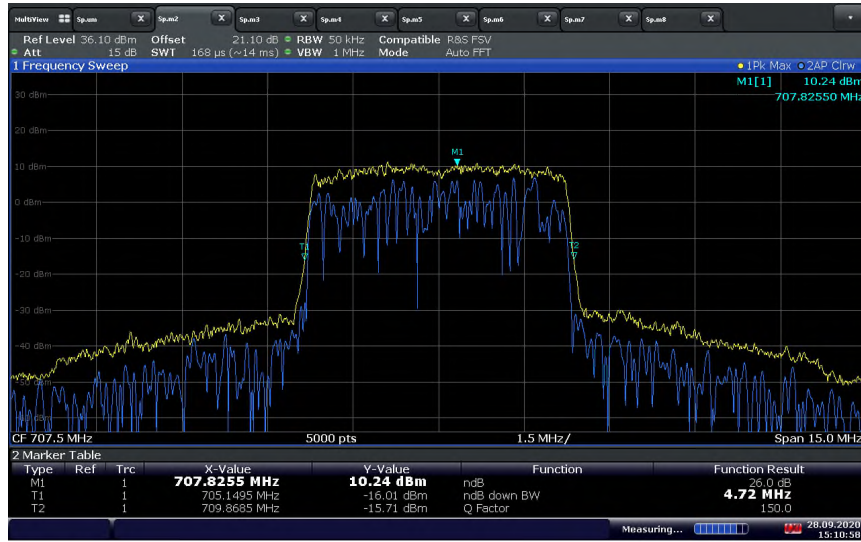 MultiView Sp.um X Sp.m2 X Sp.m3 X Sp.m4 X Sp.m5 X Sp.m6 X Sp.m7 X Sp.m8 X
Ref Level 36.10 dBm Offset 21.10 dB RBW 50 kHz Compatible R&S FSV
Att 15 dB SWT 168 µs (~14 ms) VBW 1 MHz Mode Auto FFT
1 Frequency Sweep 1Pk Max 2AP Clrw
M1[1] 10.24 dBm
707.82550 MHz
30 dBm
20 dBm
M1
10 dBm
0 dBm
-10 dBm
T1 T2
-20 dBm
-30 dBm
-40 dBm
-50 dBm
CF 707.5 MHz 5000 pts 1.5 MHz/ Span 15.0 MHz
2 Marker Table
Type Ref Trc X-Value Y-Value Function Function Result
M1 1 707.8255 MHz 10.24 dBm ndB 26.0 dB
T1 1 705.1495 MHz -16.01 dBm ndB down BW 4.72 MHz
T2 1 709.8685 MHz -15.71 dBm Q Factor 150.0
Measuring... 28.09.2020
15:10:58